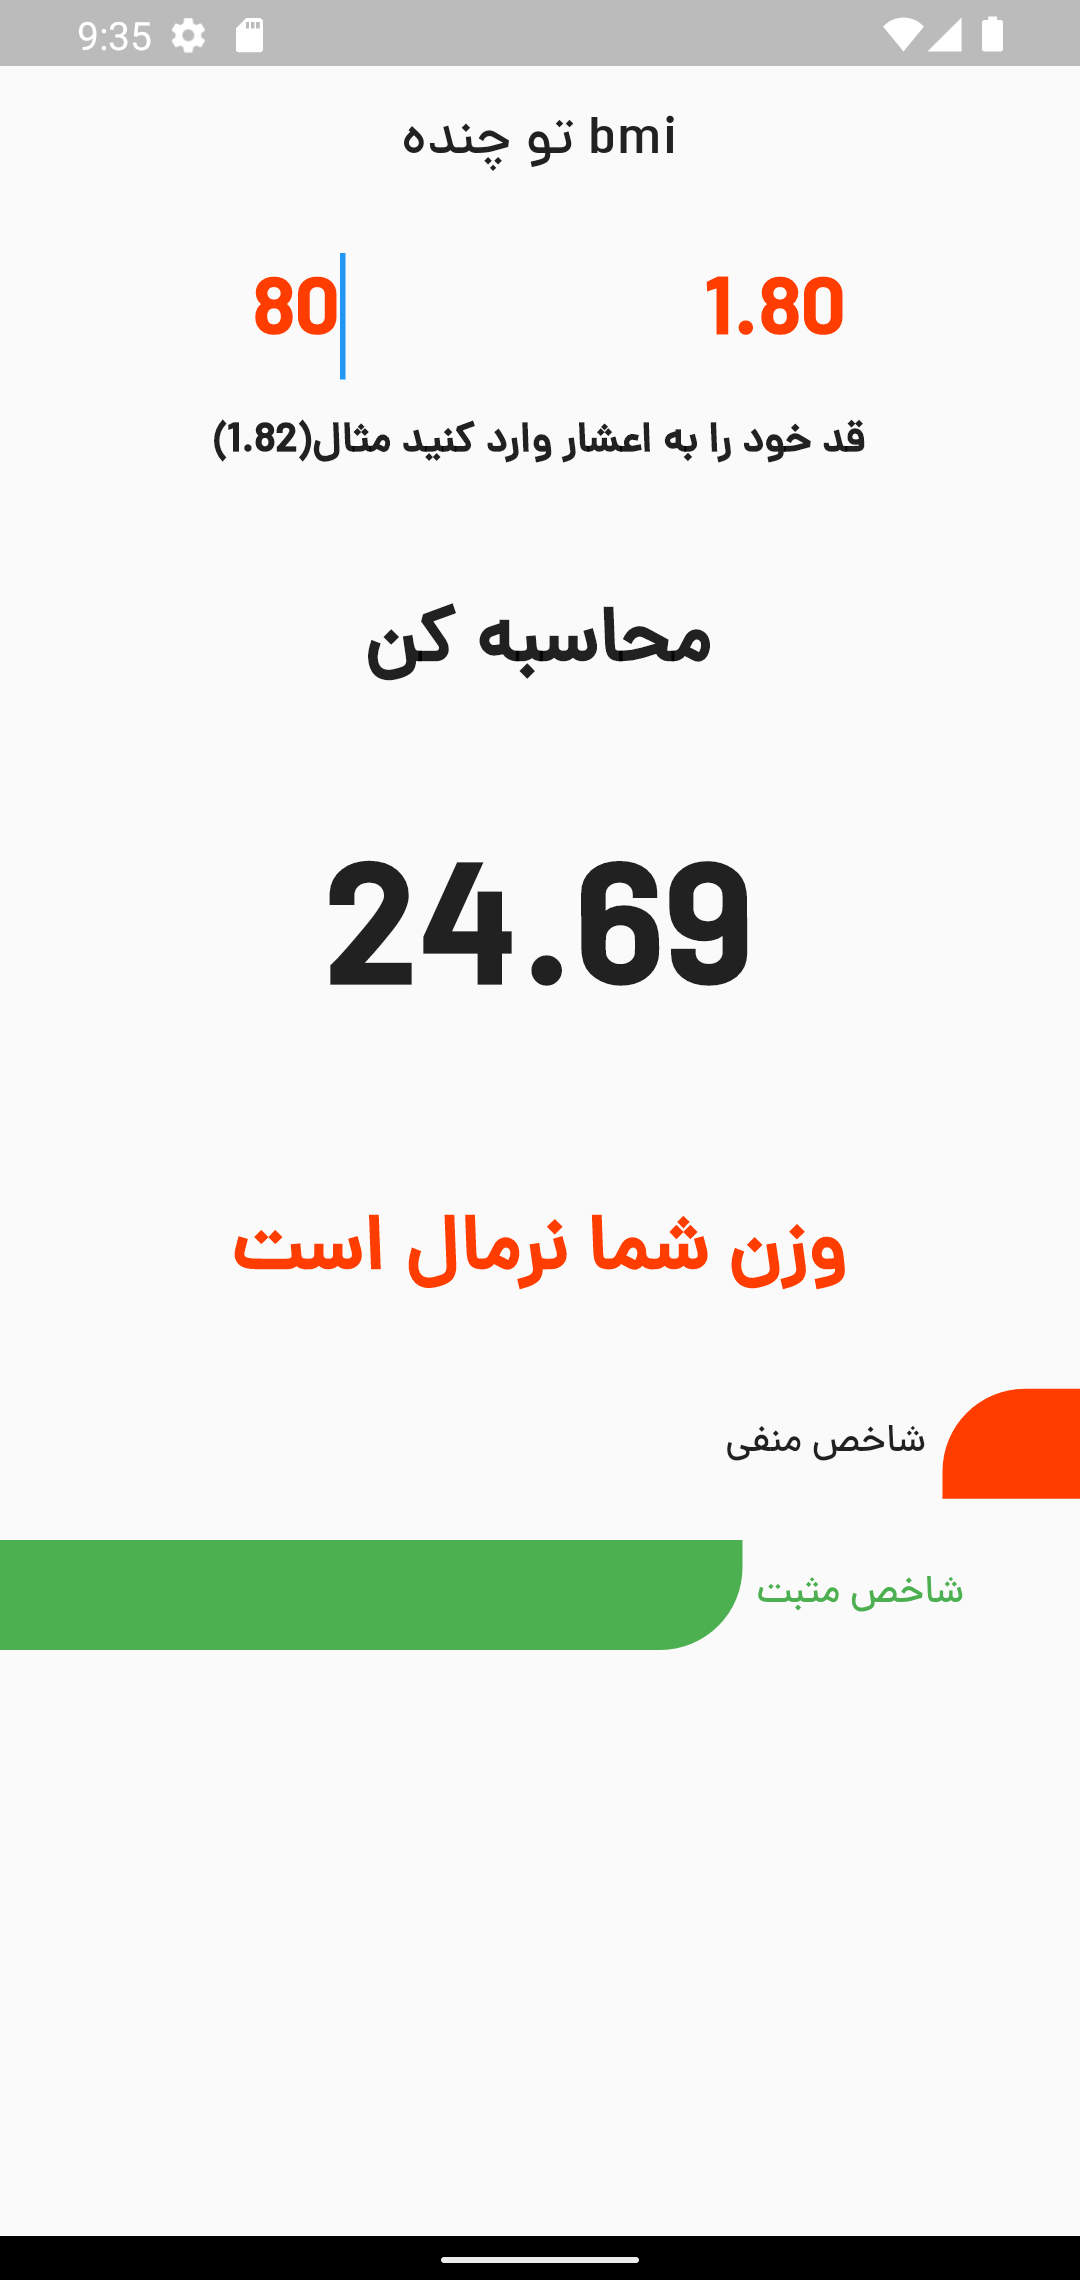 9:35
bmi تو چنده
80 1.80
قد خود را به اعشار وارد کنید مثال(1.82)
محاسبه کن
24.69
وزن شما نرمال است
شاخص منفی
شاخص مثبت